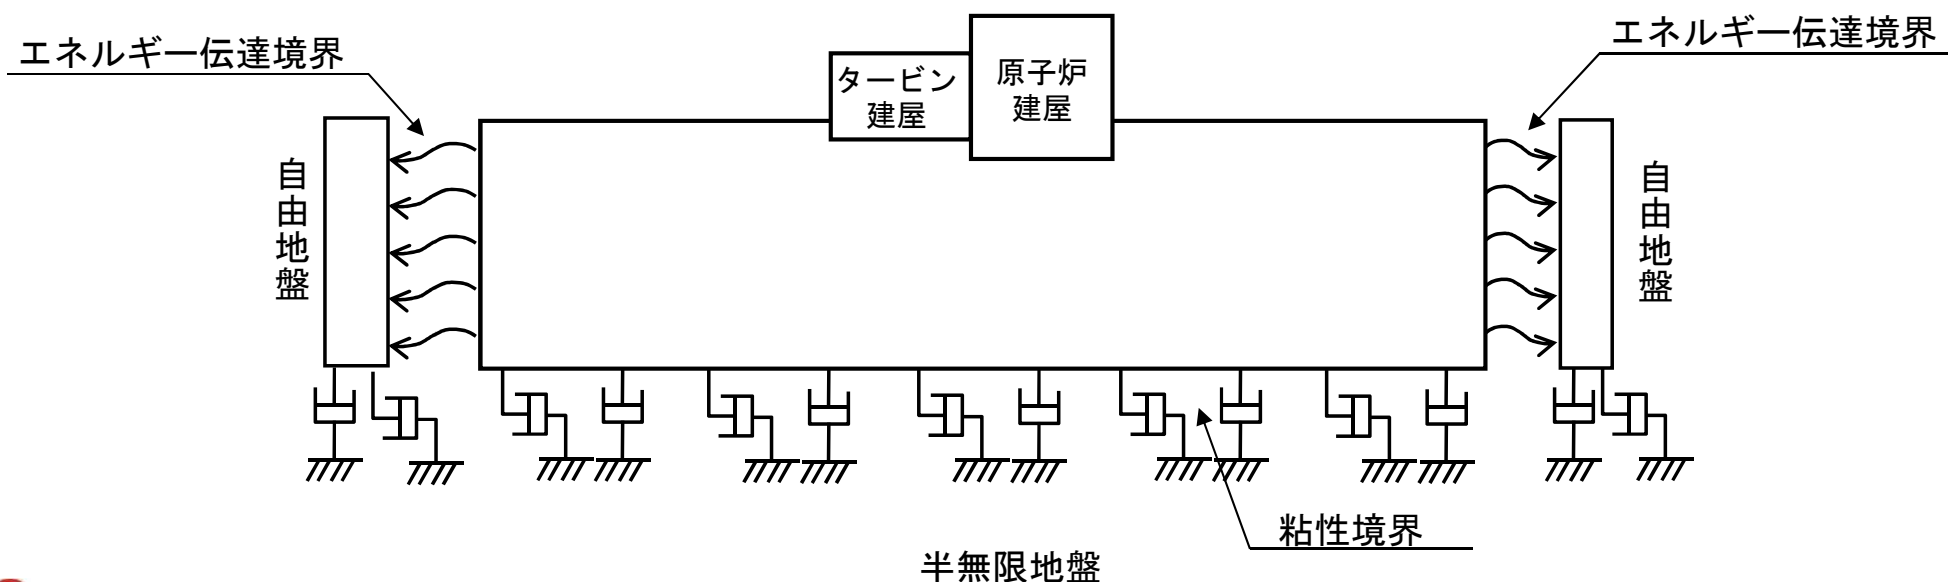 エネルギー伝達境界
エネルギー伝達境界
タービン
建屋
原子炉
建屋
自由地盤
自由地盤
粘性境界
半無限地盤